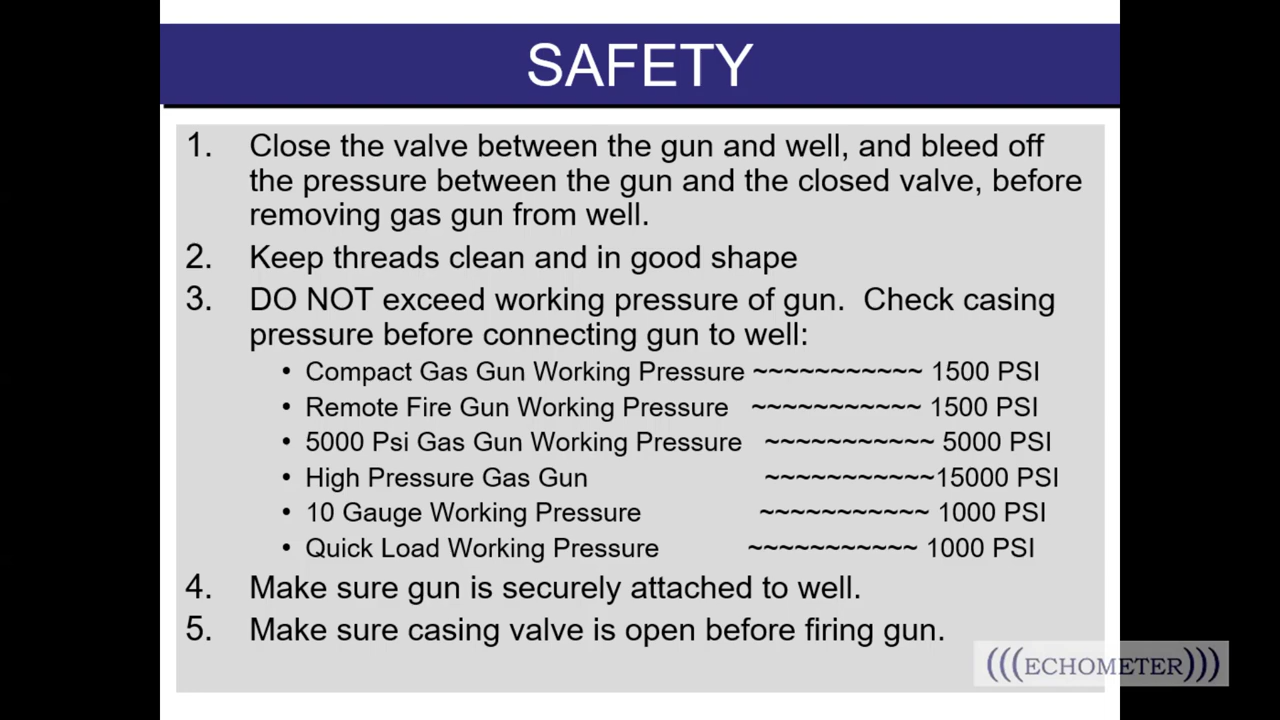 SAFETY
1. Close the valve between the gun and well, and bleed off
the pressure between the gun and the closed valve, before
removing gas gun from well.
2. Keep threads clean and in good shape
3. DO NOT exceed working pressure of gun. Check casing
pressure before connecting gun to well:
• Compact Gas Gun Working Pressure ~~~~~~~~~~~ 1500 PSI
• Remote Fire Gun Working Pressure ~~~~~~~~~~~ 1500 PSI
• 5000 Psi Gas Gun Working Pressure ~~~~~~~~~~~ 5000 PSI
• High Pressure Gas Gun ~~~~~~~~~~~15000 PSI
• 10 Gauge Working Pressure ~~~~~~~~~~~ 1000 PSI
• Quick Load Working Pressure ~~~~~~~~~~~ 1000 PSI
4. Make sure gun is securely attached to well.
5. Make sure casing valve is open before firing gun.
(((ECHOMETER)))